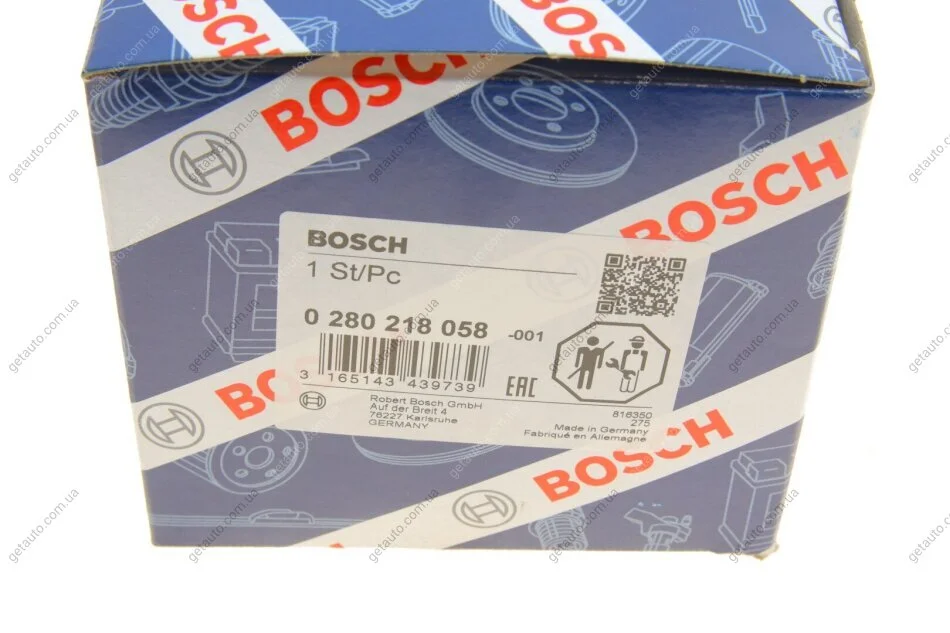 BOSCH
BOSCH
BOSCH
BOSCH
BOSCH
1 St/Pc
0 280 218 058 -001
3 165143 439739
EAC
Robert Bosch GmbH
Auf der Breit 4
76227 Karlsruhe
GERMANY
816350
275
Made in Germany
Fabriqué en Allemagne
BO
BOSCH
getauto.com.ua